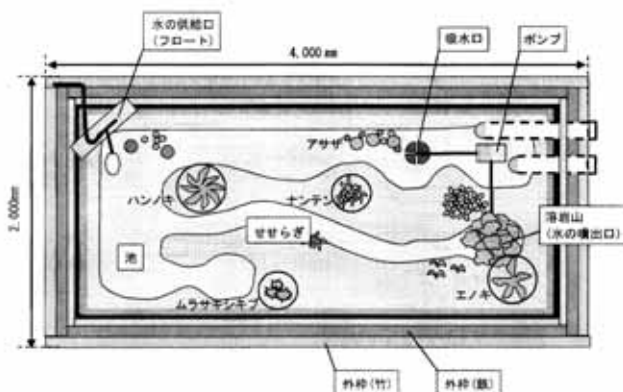 水の供給口
(フロート)
4,000㎜
吸水口
ポンプ
2,000㎜
アサザ
ハンノキ
ナンテン
せせらぎ
溶岩山
(水の噴出口)
池
ムラサキシキブ
エノキ
外枠(竹)
外枠(鉄)